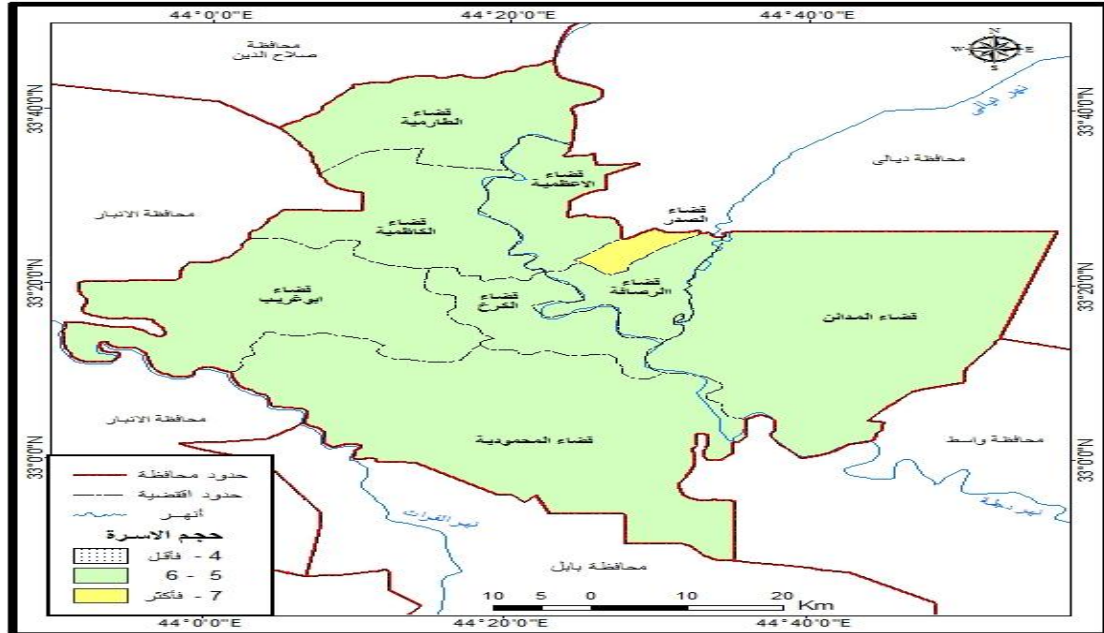 44°0'0"E
44°20'0"E
44°40'0"E
33°40'0"N
33°20'0"N
33°0'0"N
33°40'0"N
33°20'0"N
33°0'0"N
محافظة
صلاح الدين
N
W
E
S
نهر ديالى
قضاء
الطارمية
محافظة ديالى
قضاء
الاعظمية
قضاء
الصدر
محافظة الانبار
قضاء
الكاظمية
قضاء
ابوغريب
قضاء
الكرخ
قضاء
الرصافة
قضاء المدائن
محافظة الانبار
قضاء المحمودية
محافظة واسط
نهر دجلة
نهر الفرات
محافظة بابل
حدود محافظة
حدود اقتضية
أنهر
حجم الاسرة
4 - فأقل
5 - 6
7 - فأكثر
10 5 0 10 20
Km
44°0'0"E
44°20'0"E
44°40'0"E